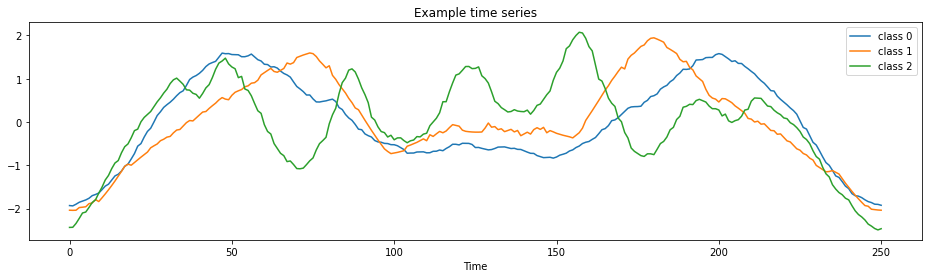 Example time series
class 0
class 1
class 2
2
1
0
−1
−2
0 50 100 150 200 250
Time